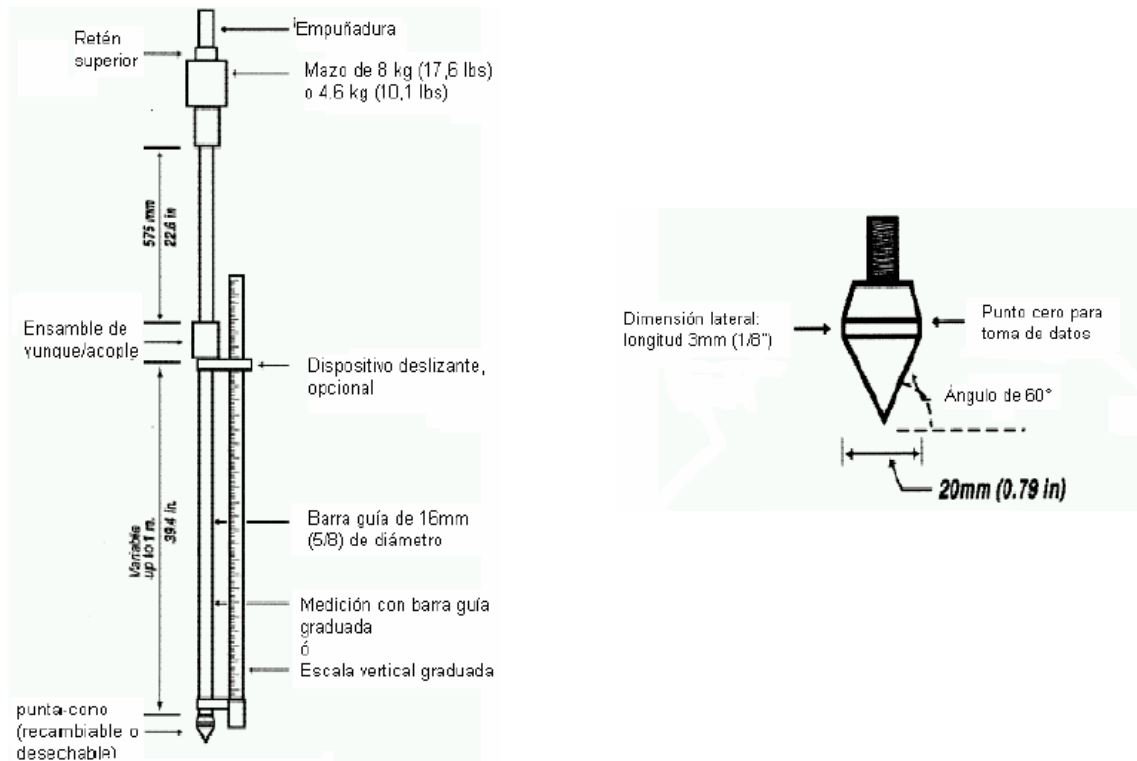 Empuñadura
Retén
superior
Mazo de 8 kg (17,6 lbs)
o 4.6 kg (10,1 lbs)
575 mm
22.6 in
Ensamble de
yunque/acople
Dispositivo deslizante,
opcional
Variable
up to 1 m.
39.4 in.
Barra guía de 16mm
(5/8) de diámetro
Medición con barra guía
graduada
ó
Escala vertical graduada
punta-cono
(recambiable o
desechable)
Dimensión lateral:
longitud 3mm (1/8")
Punto cero para
toma de datos
Ángulo de 60°
20mm (0.79 in)